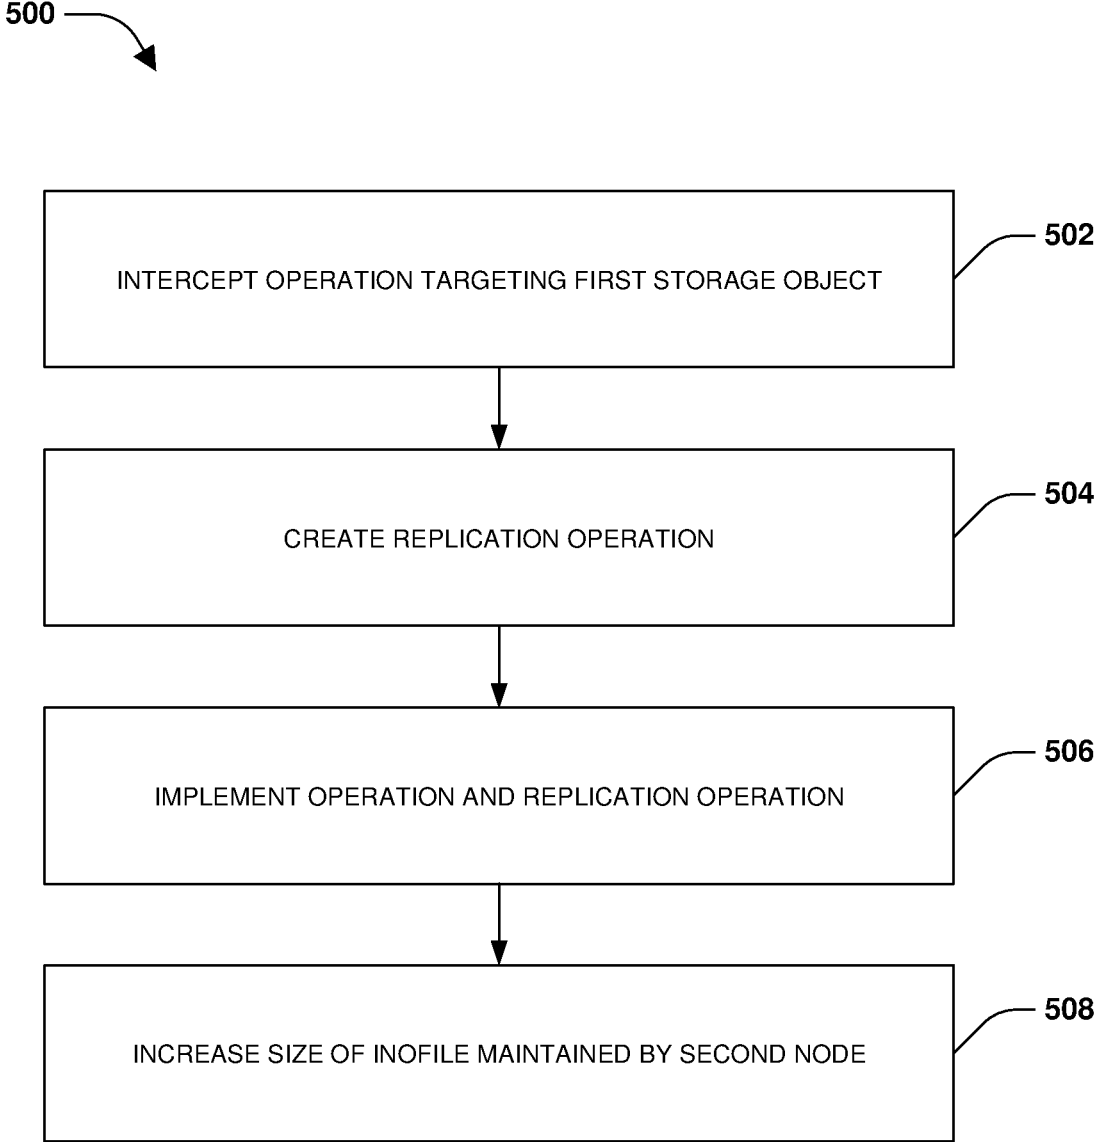 500
INTERCEPT OPERATION TARGETING FIRST STORAGE OBJECT
502
CREATE REPLICATION OPERATION
504
IMPLEMENT OPERATION AND REPLICATION OPERATION
506
INCREASE SIZE OF INOFILE MAINTAINED BY SECOND NODE
508